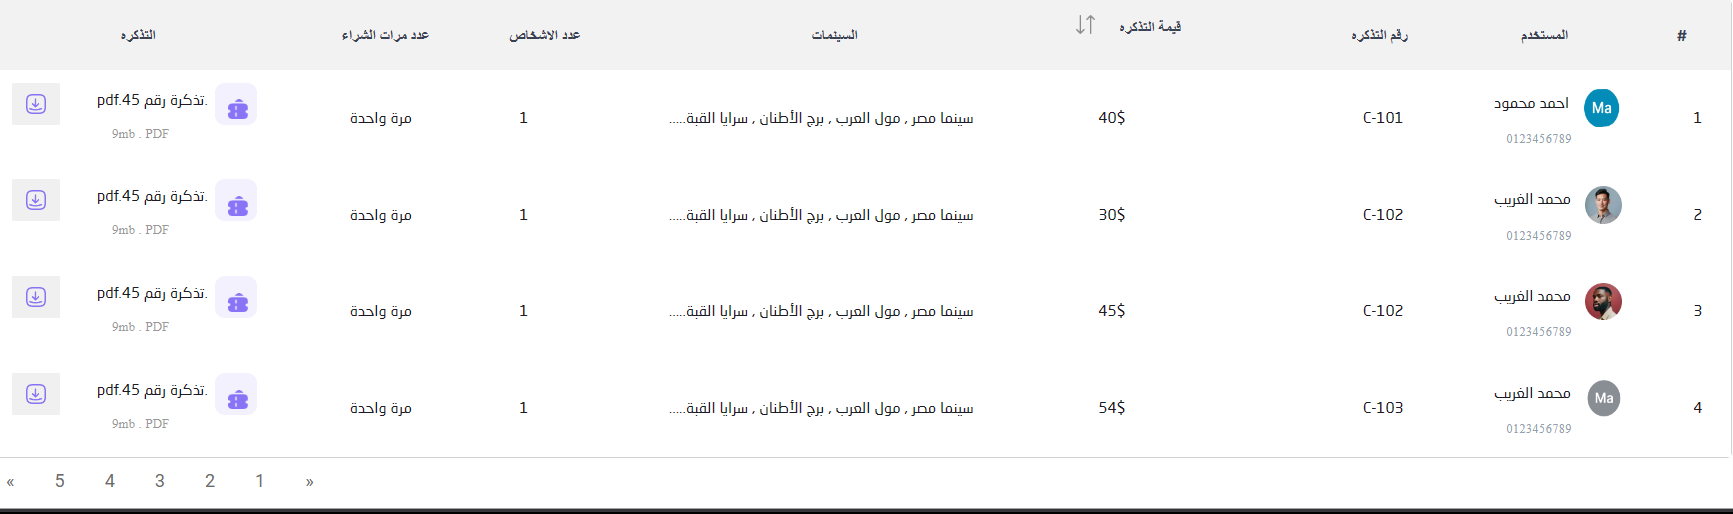 # المستخدم رقم التذكره قيمة التذكره السينمات عدد الاشخاص عدد مرات الشراء التذكره
1 Ma احمد محمود C-101 40$ سينما مصر , مول العرب , برج الأطنان , سرايا القبة..... 1 مرة واحدة تذكرة رقم 45.pdf.
0123456789 9mb . PDF
2 محمد الغريب C-102 30$ سينما مصر , مول العرب , برج الأطنان , سرايا القبة..... 1 مرة واحدة تذكرة رقم 45.pdf.
0123456789 9mb . PDF
3 محمد الغريب C-102 45$ سينما مصر , مول العرب , برج الأطنان , سرايا القبة..... 1 مرة واحدة تذكرة رقم 45.pdf.
0123456789 9mb . PDF
4 Ma محمد الغريب C-103 54$ سينما مصر , مول العرب , برج الأطنان , سرايا القبة..... 1 مرة واحدة تذكرة رقم 45.pdf.
0123456789 9mb . PDF
« 1 2 3 4 5 »